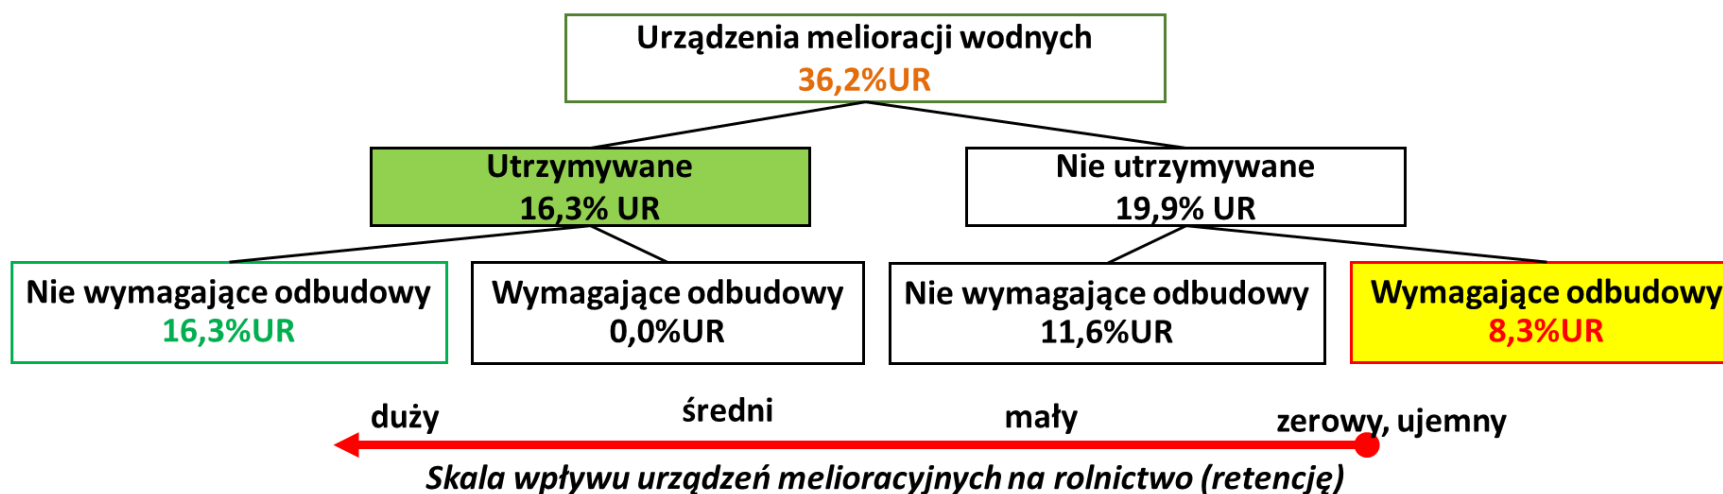 Urządzenia melioracji wodnych
36,2%UR
Utrzymywane
16,3% UR
Nie utrzymywane
19,9% UR
Nie wymagające odbudowy
16,3%UR
Wymagające odbudowy
0,0%UR
Nie wymagające odbudowy
11,6%UR
Wymagające odbudowy
8,3%UR
duży
średni
mały
zerowy, ujemny
Skala wpływu urządzeń melioracyjnych na rolnictwo (retencję)